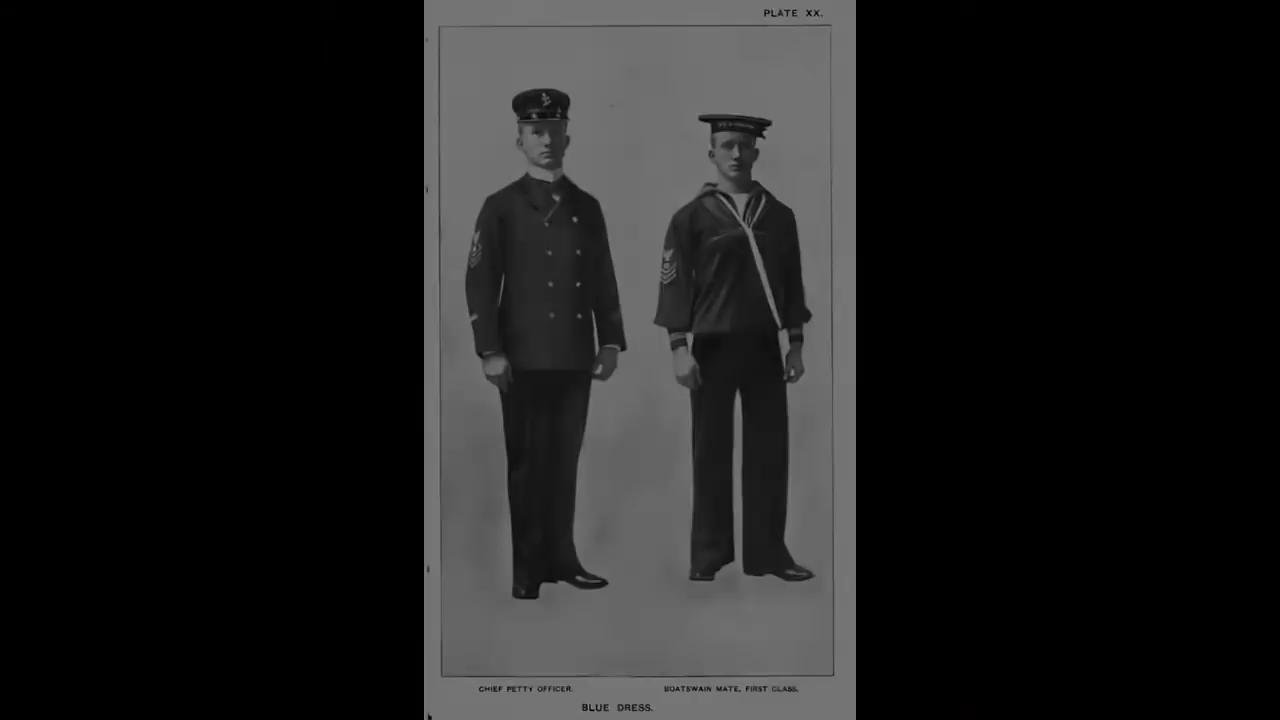 PLATE XX.
CHIEF PETTY OFFICER.
BOATSWAIN MATE, FIRST CLASS.
BLUE DRESS.